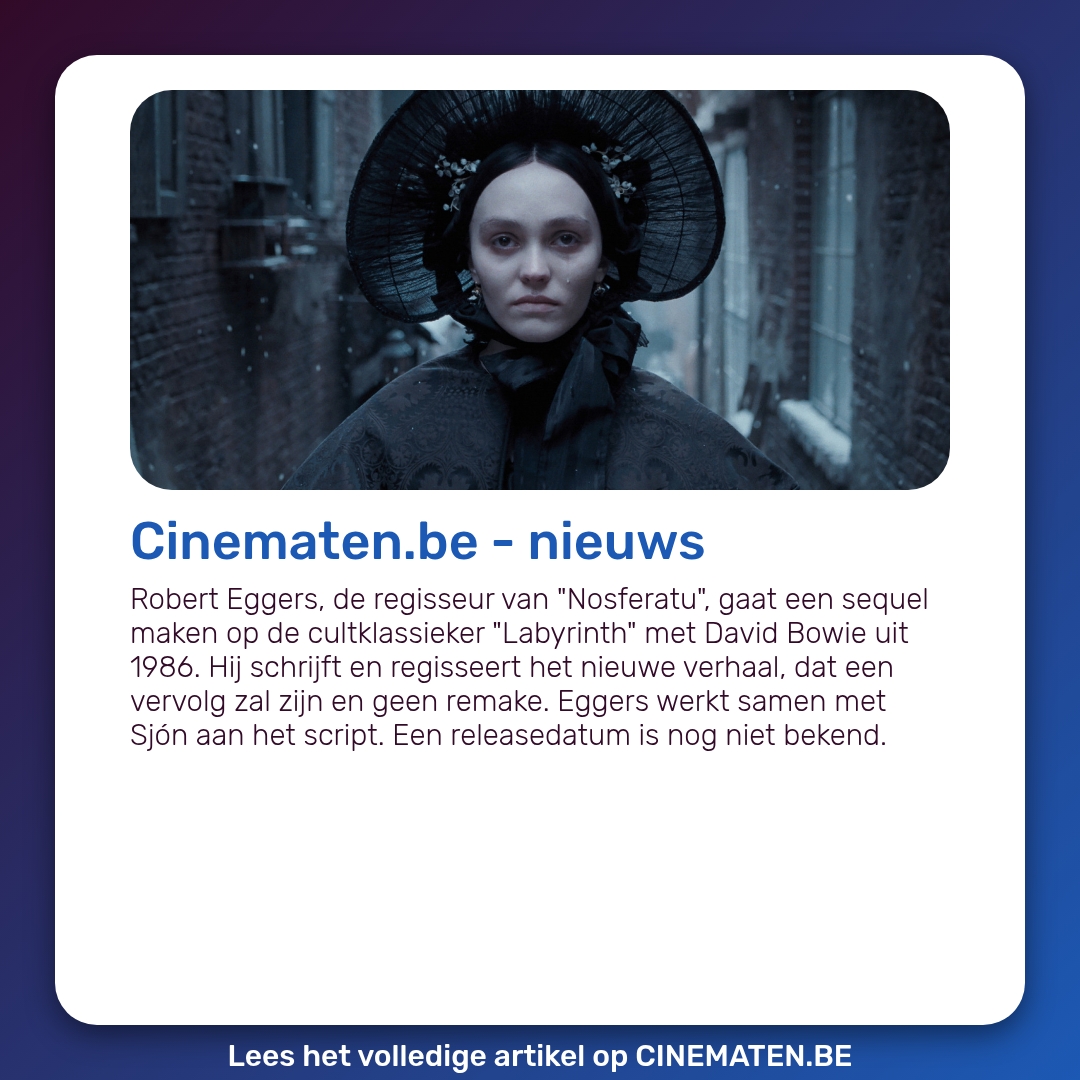 Cinematen.be - nieuws
Robert Eggers, de regisseur van "Nosferatu", gaat een sequel
maken op de cultklassieker "Labyrinth" met David Bowie uit
1986. Hij schrijft en regisseert het nieuwe verhaal, dat een
vervolg zal zijn en geen remake. Eggers werkt samen met
Sjón aan het script. Een releasedatum is nog niet bekend.
Lees het volledige artikel op CINEMATEN.BE